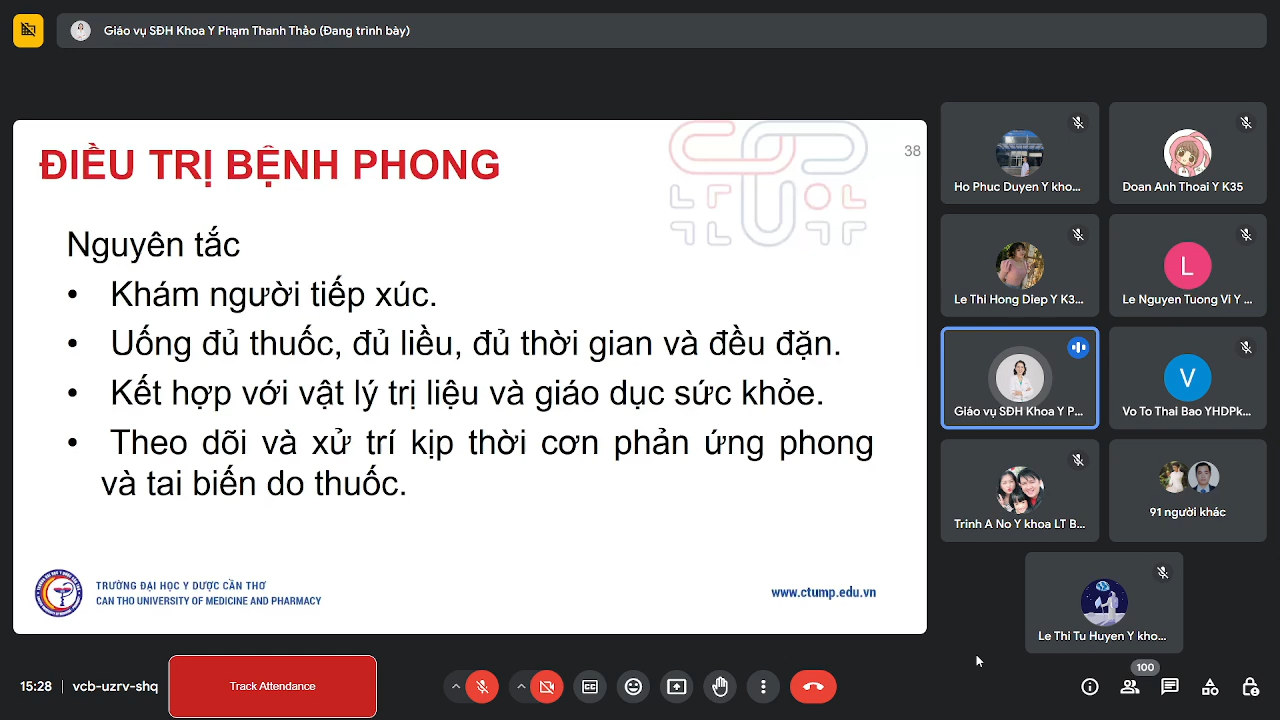 Giáo vụ SĐH Khoa Y Phạm Thanh Thảo (Đang trình bày)
38
ĐIỀU TRỊ BỆNH PHONG
Nguyên tắc
• Khám người tiếp xúc.
• Uống đủ thuốc, đủ liều, đủ thời gian và đều đặn.
• Kết hợp với vật lý trị liệu và giáo dục sức khỏe.
• Theo dõi và xử trí kịp thời cơn phản ứng phong
và tai biến do thuốc.
TRƯỜNG ĐẠI HỌC Y DƯỢC CẦN THƠ
CAN THO UNIVERSITY OF MEDICINE AND PHARMACY
www.ctump.edu.vn
Ho Phuc Duyen Y kho...
Doan Anh Thoai Y K35
Le Thi Hong Diep Y K3...
L
Le Nguyen Tuong Vi Y ...
Giáo vụ SĐH Khoa Y P...
V
Vo To Thai Bao YHDPk...
Trinh A No Y khoa LT B...
91 người khác
Le Thi Tu Huyen Y kho...
15:28 | vcb-uzrv-shq
Track Attendance
100